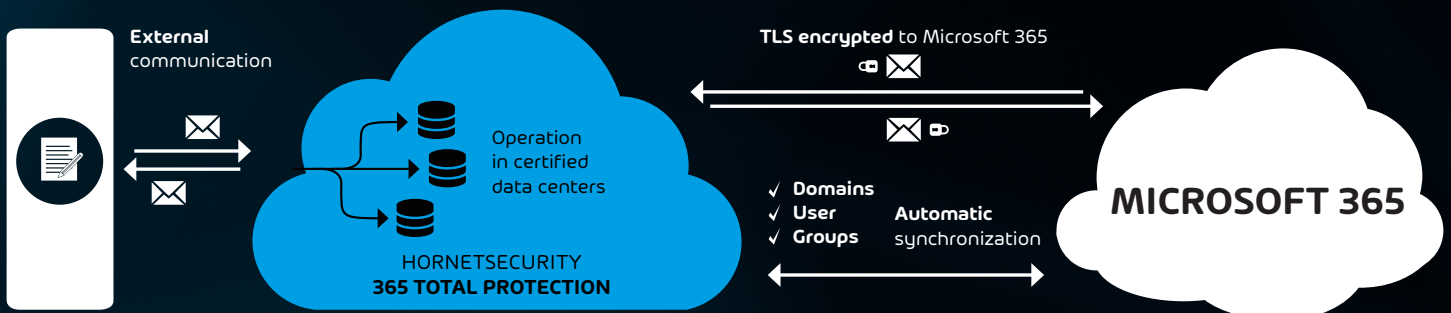 External
communication
Operation
in certified
data centers
HORNETSECURITY
365 TOTAL PROTECTION
TLS encrypted to Microsoft 365
Domains
User
Groups
Automatic
synchronization
MICROSOFT 365